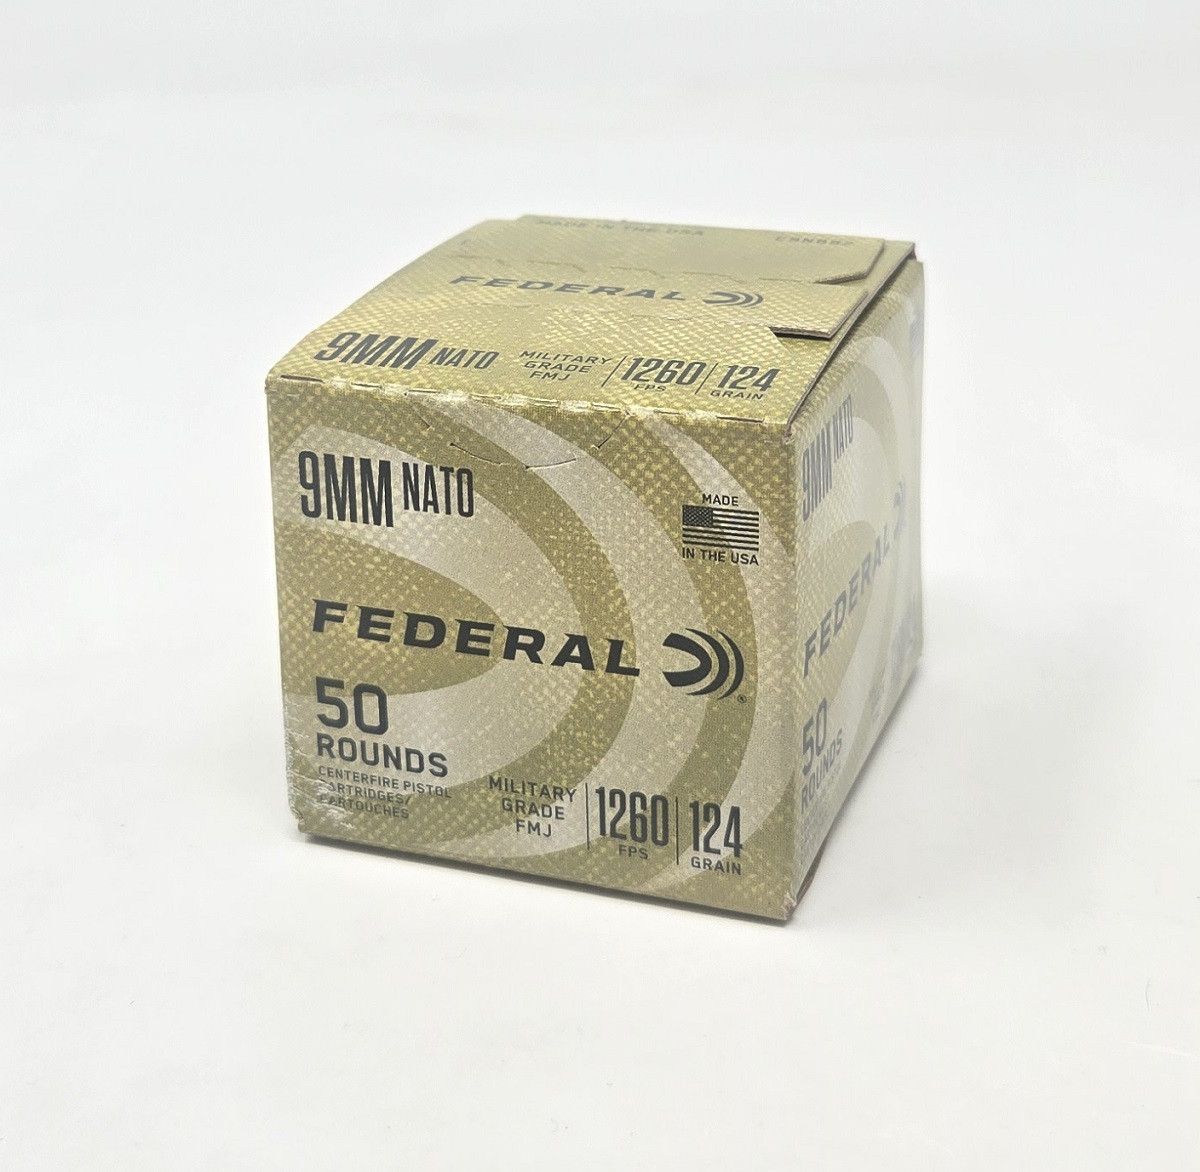 MADE IN THE USA
FEDERAL
9MM NATO
MILITARY
GRADE
FMJ
1260
FPS
124
GRAIN
9MM NATO
MADE
IN THE USA
FEDERAL
®
50
ROUNDS
CENTERFIRE PISTOL
CARTRIDGES/
CARTOUCHES
MILITARY
GRADE
FMJ
1260
FPS
124
GRAIN
9MM NATO
FEDERAL
50
ROUNDS